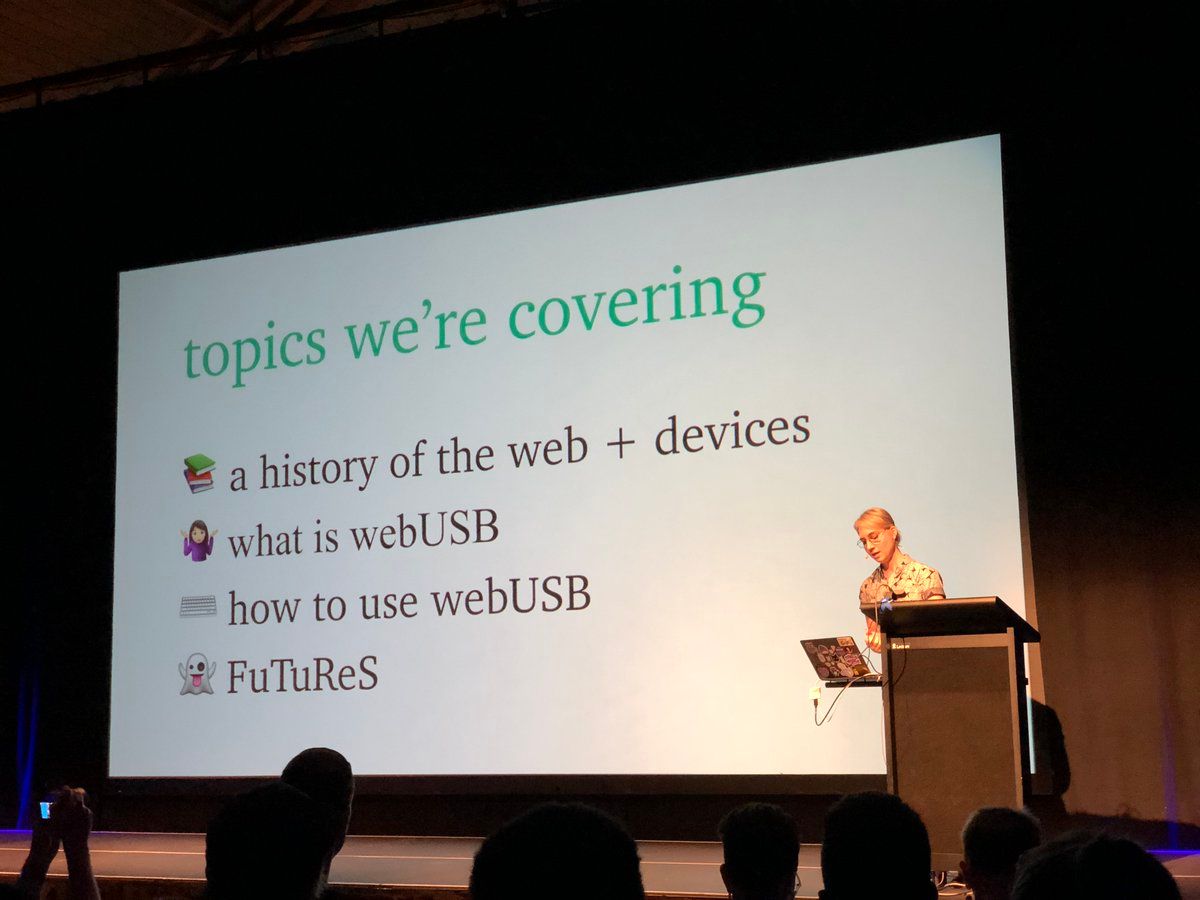 topics we’re covering
📚 a history of the web + devices
🤷‍♀️ what is webUSB
⌨️ how to use webUSB
👻 FuTuReS